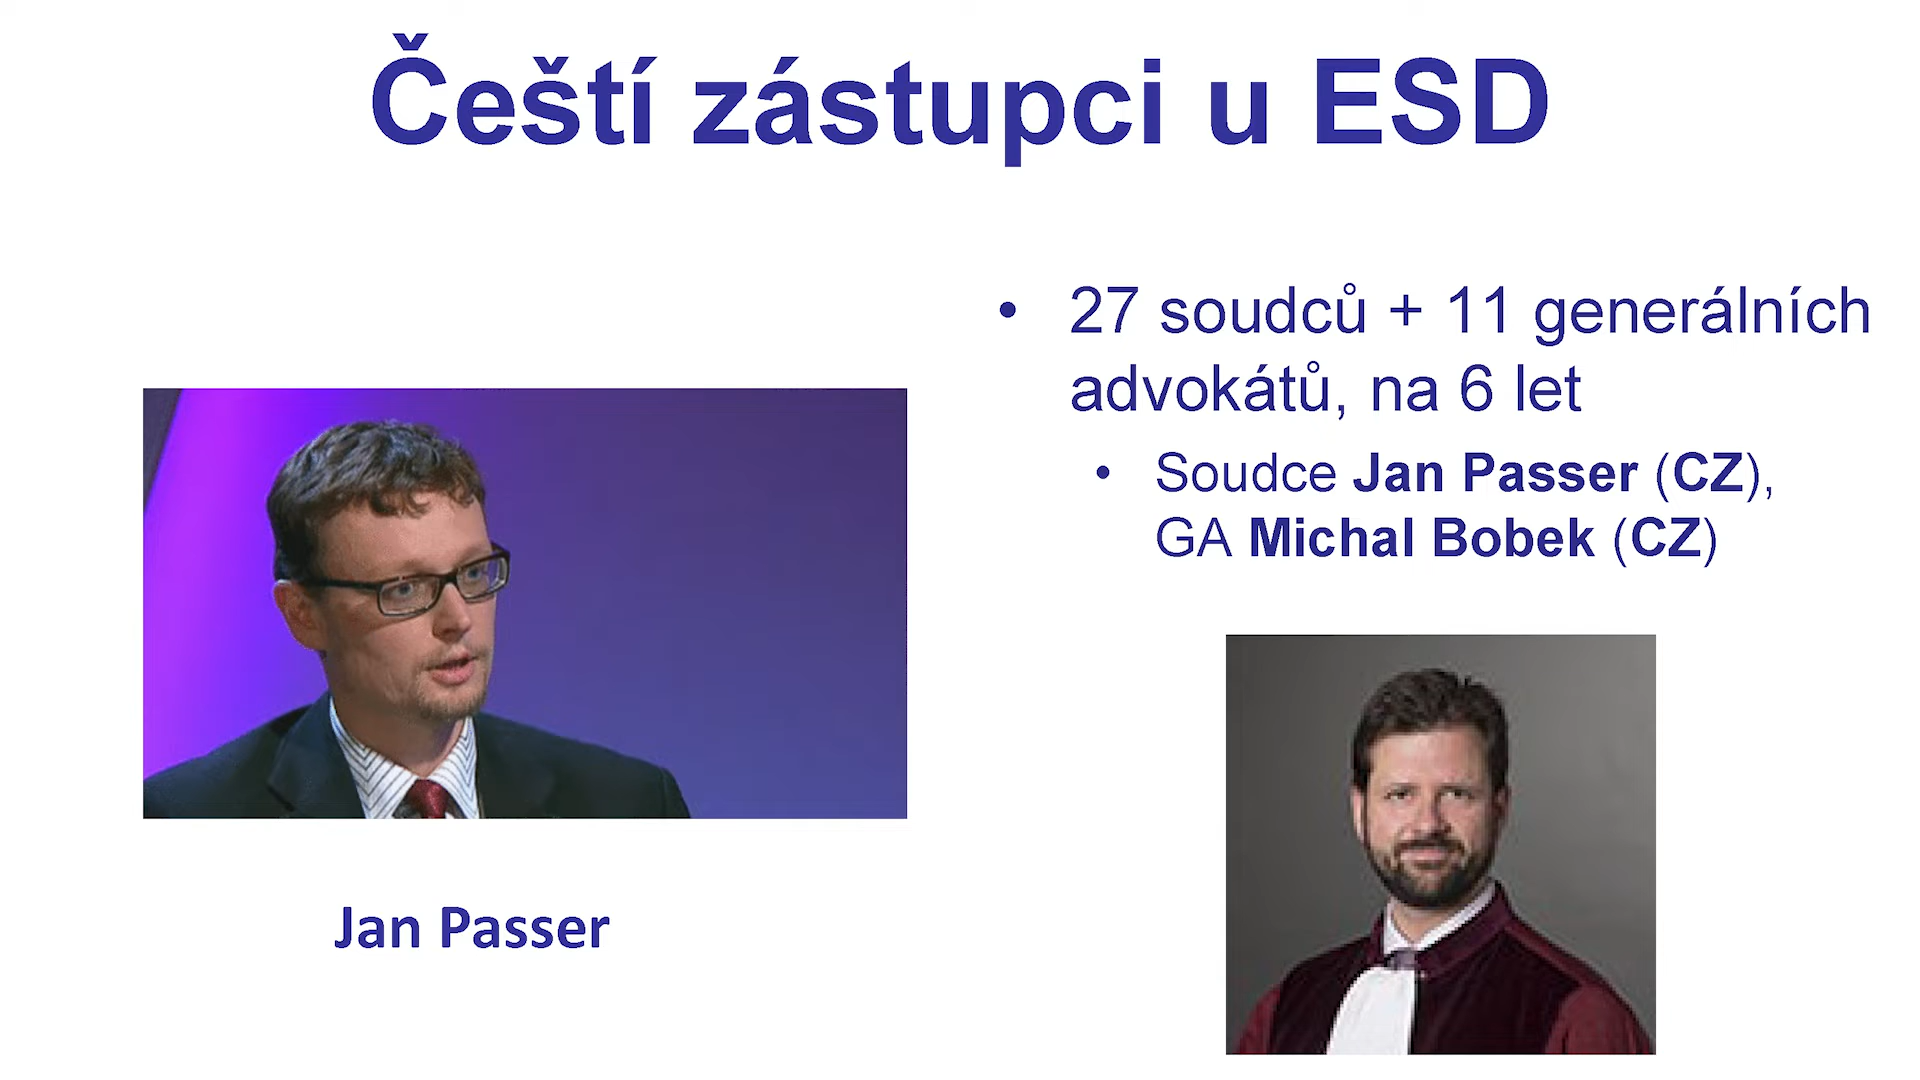 Čeští zástupci u ESD
• 27 soudců + 11 generálních
advokátů, na 6 let
• Soudce Jan Passer (CZ),
GA Michal Bobek (CZ)
Jan Passer